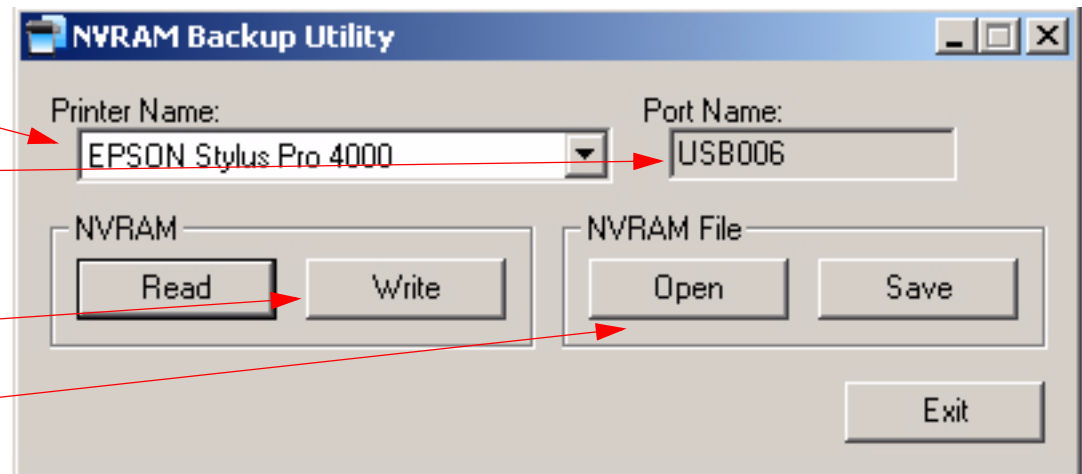 NVRAM Backup Utility
Printer Name: Port Name:
EPSON Stylus Pro 4000 USB006
NVRAM NVRAM File
Read Write Open Save
Exit